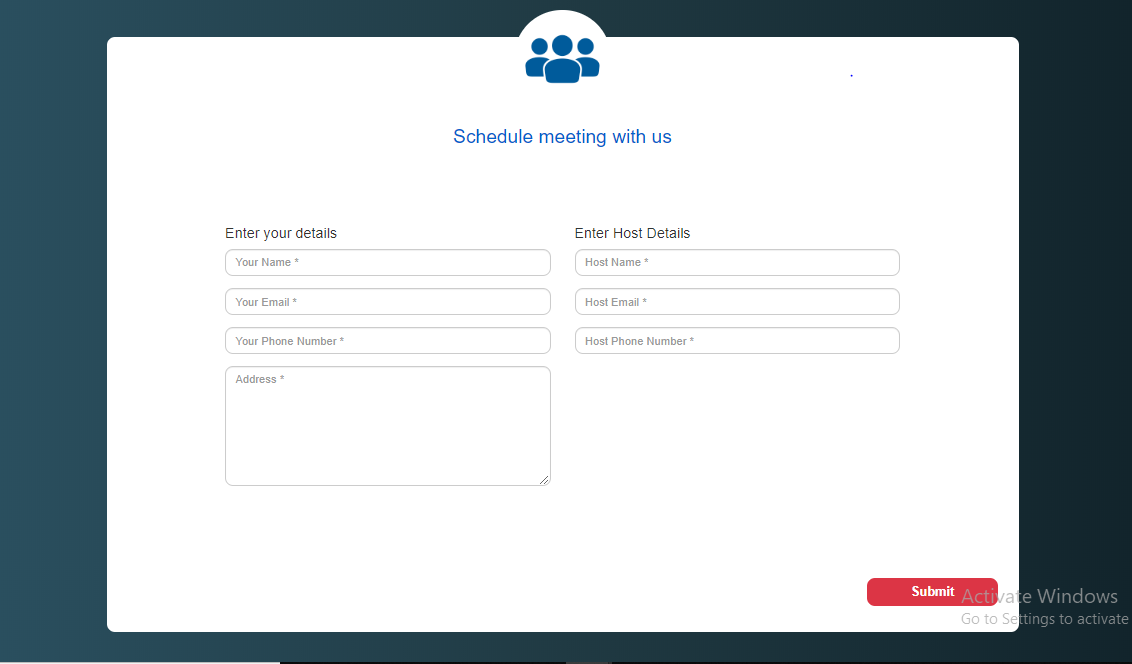 Schedule meeting with us
Enter your details
Enter Host Details
Your Name *
Host Name *
Your Email *
Host Email *
Your Phone Number *
Host Phone Number *
Address *
Submit
Activate Windows
Go to Settings to activate